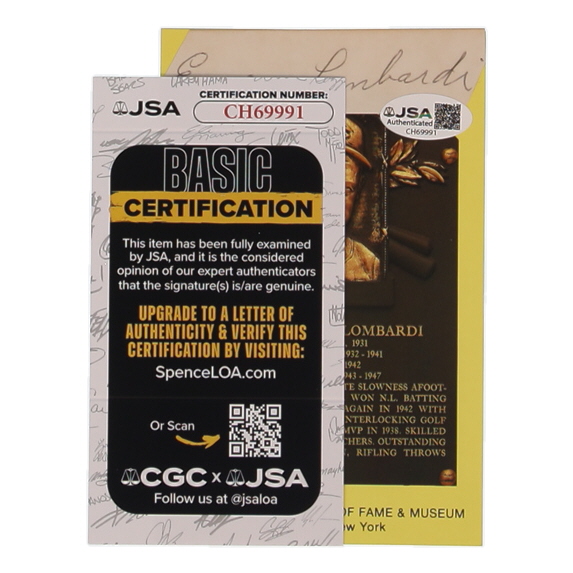 JSA
CERTIFICATION NUMBER:
CH69991
BASIC
CERTIFICATION
This item has been fully examined
by JSA, and it is the considered
opinion of our expert authenticators
that the signature(s) is/are genuine.
UPGRADE TO A LETTER OF
AUTHENTICITY & VERIFY THIS
CERTIFICATION BY VISITING:
SpenceLOA.com
Or Scan
CGC x JSA
Follow us at @jsaloa
Lombardi
JSA
Authenticated
CH69991
LOMBARDI
1931
932 - 1941
1942
943 - 1947
TE SLOWNESS AFOOT-
WON N.L. BATTING
AGAIN IN 1942 WITH
INTERLOCKING GOLF
MVP IN 1938. SKILLED
HERS. OUTSTANDING
, RIFLING THROWS
OF FAME & MUSEUM
ew York